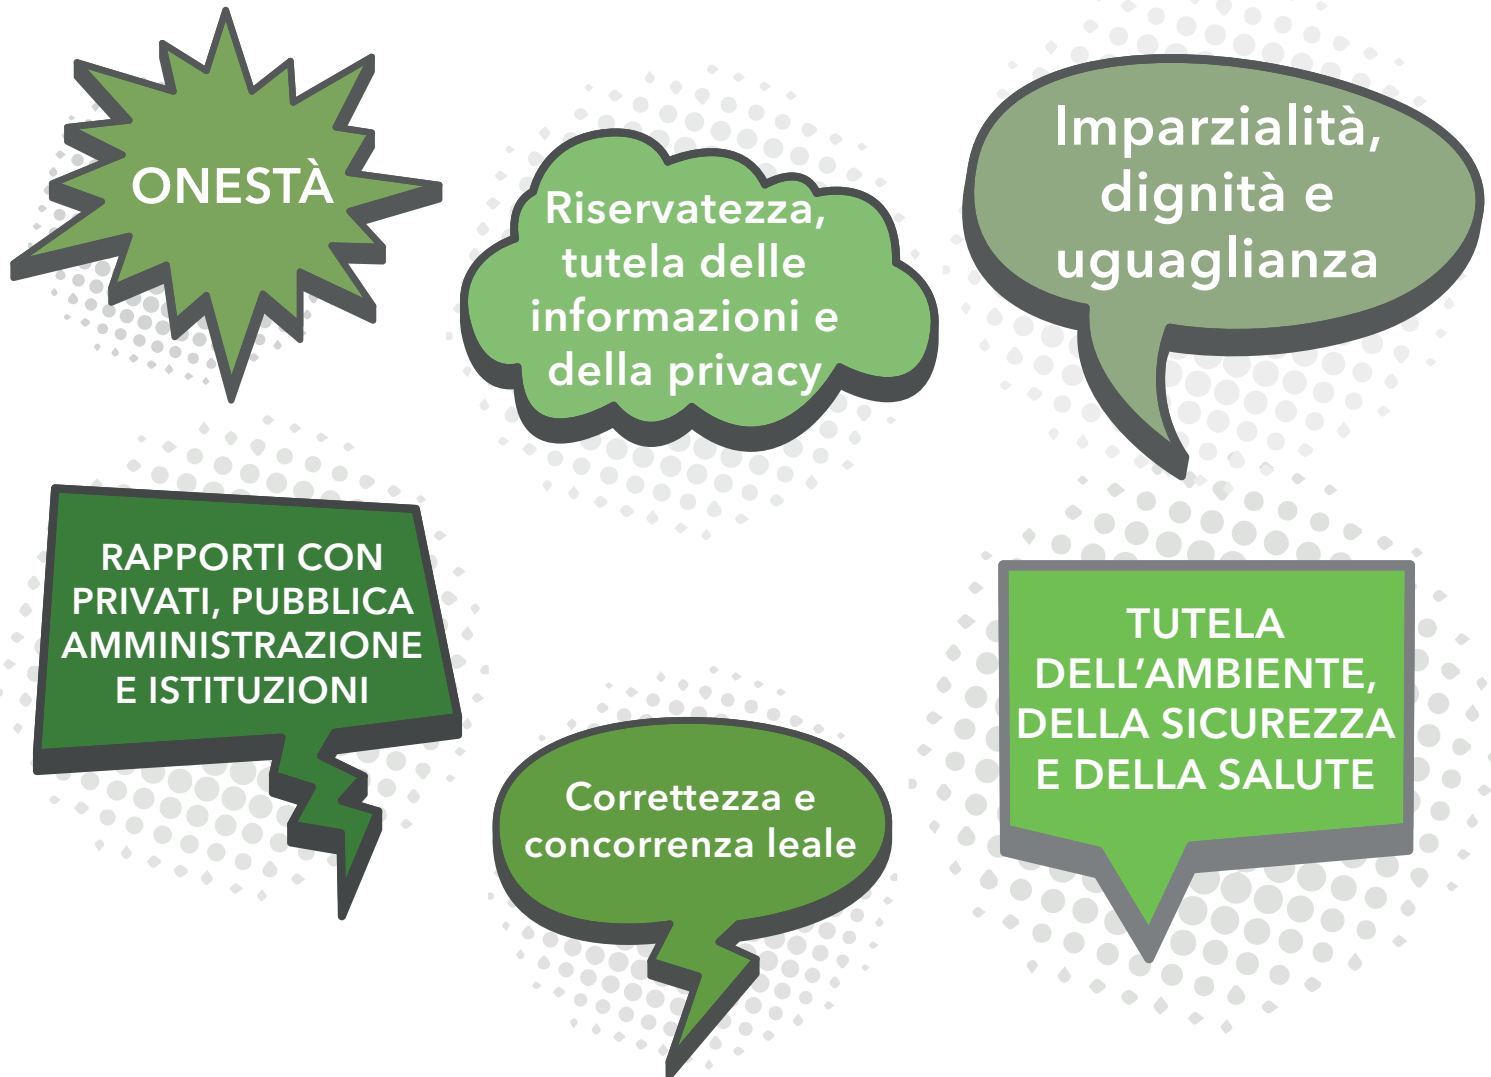 ONESTÀ
Riservatezza,
tutela delle
informazioni e
della privacy
Imparzialità,
dignità e
uguaglianza
RAPPORTI CON
PRIVATI, PUBBLICA
AMMINISTRAZIONE
E ISTITUZIONI
Correttezza e
concorrenza leale
TUTELA
DELL’AMBIENTE,
DELLA SICUREZZA
E DELLA SALUTE